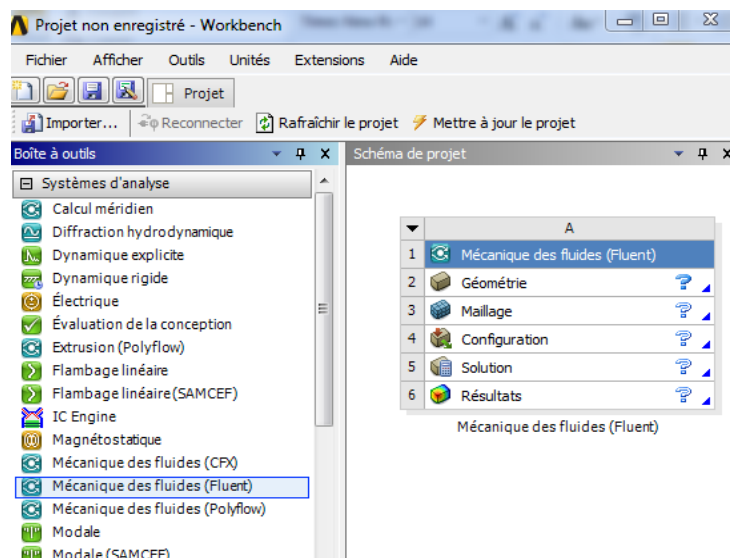 Projet non enregistré - Workbench
Fichier Afficher Outils Unités Extensions Aide
Projet
Importer... Reconnecter Rafraîchir le projet Mettre à jour le projet
Boîte à outils
Systèmes d'analyse
Calcul méridien
Diffraction hydrodynamique
Dynamique explicite
Dynamique rigide
Électrique
Évaluation de la conception
Extrusion (Polyflow)
Flambage linéaire
Flambage linéaire (SAMCEF)
IC Engine
Magnétostatique
Mécanique des fluides (CFX)
Mécanique des fluides (Fluent)
Mécanique des fluides (Polyflow)
Modale
Modale (SAMCEF)
Schéma de projet
A
1 Mécanique des fluides (Fluent)
2 Géométrie ?
3 Maillage ?
4 Configuration ?
5 Solution ?
6 Résultats ?
Mécanique des fluides (Fluent)